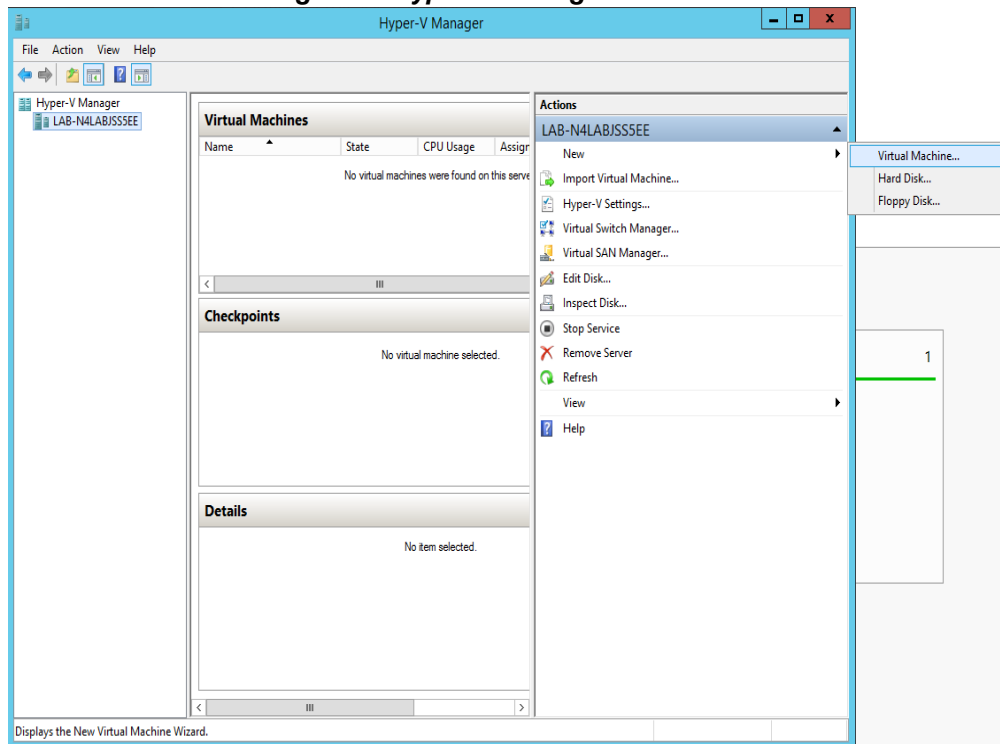 Hyper-V Manager
File Action View Help
Hyper-V Manager
LAB-N4LABJSS5EE
Virtual Machines
Name State CPU Usage Assign
No virtual machines were found on this serve
Checkpoints
No virtual machine selected.
Details
No item selected.
Actions
LAB-N4LABJSS5EE
New
Import Virtual Machine...
Hyper-V Settings...
Virtual Switch Manager...
Virtual SAN Manager...
Edit Disk...
Inspect Disk...
Stop Service
Remove Server
Refresh
View
Help
Virtual Machine...
Hard Disk...
Floppy Disk...
1
Displays the New Virtual Machine Wizard.